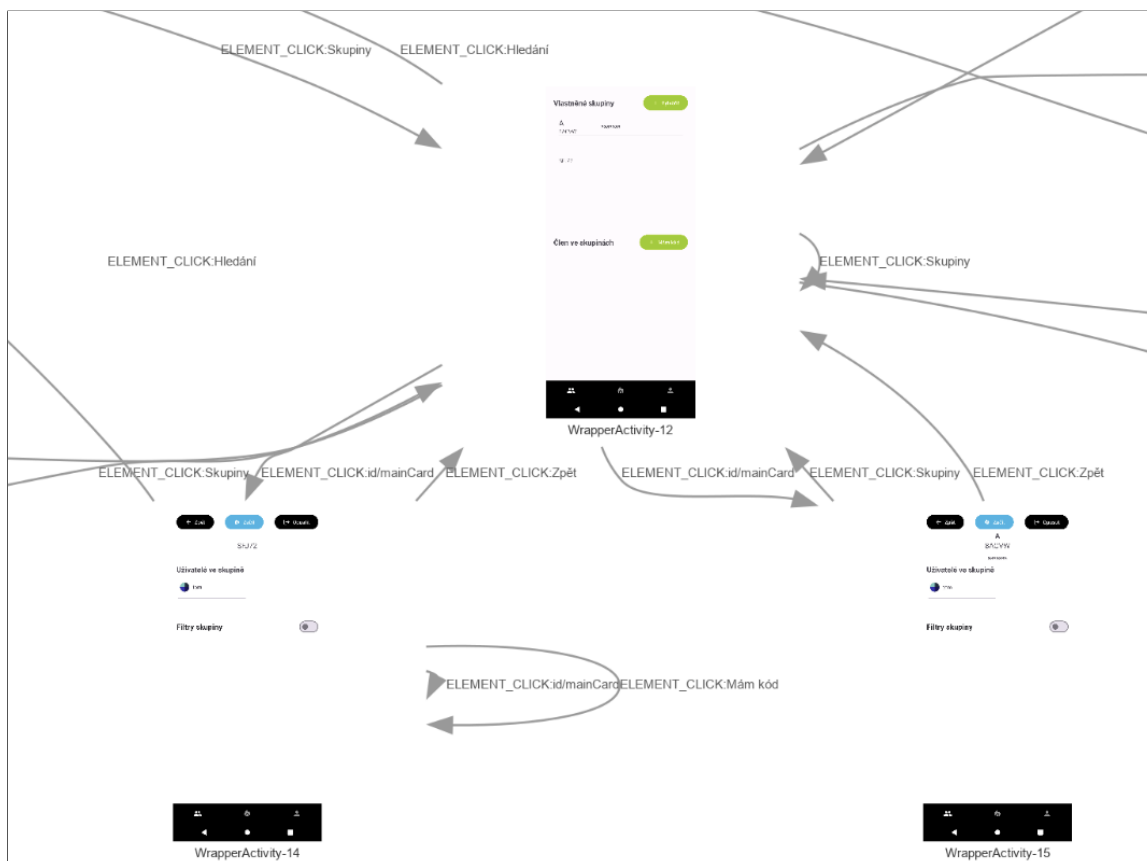 ELEMENT_CLICK:Skupiny
ELEMENT_CLICK:Hledání
Vlastněné skupiny
ELEMENT_CLICK:Hledání
Člen ve skupinách
ELEMENT_CLICK:Skupiny
WrapperActivity-12
ELEMENT_CLICK:Skupiny
ELEMENT_CLICK:id/mainCard
ELEMENT_CLICK:Zpět
ELEMENT_CLICK:id/mainCard
ELEMENT_CLICK:Skupiny
ELEMENT_CLICK:Zpět
Uživatelé ve skupině
Filtry skupiny
A
Uživatelé ve skupině
Filtry skupiny
ELEMENT_CLICK:id/mainCard
ELEMENT_CLICK:Mám kód
WrapperActivity-14
WrapperActivity-15